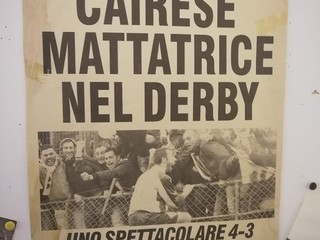 CAIRESE
MATTATRICE
NEL DERBY
UNO SPETTACOLARE 4-3